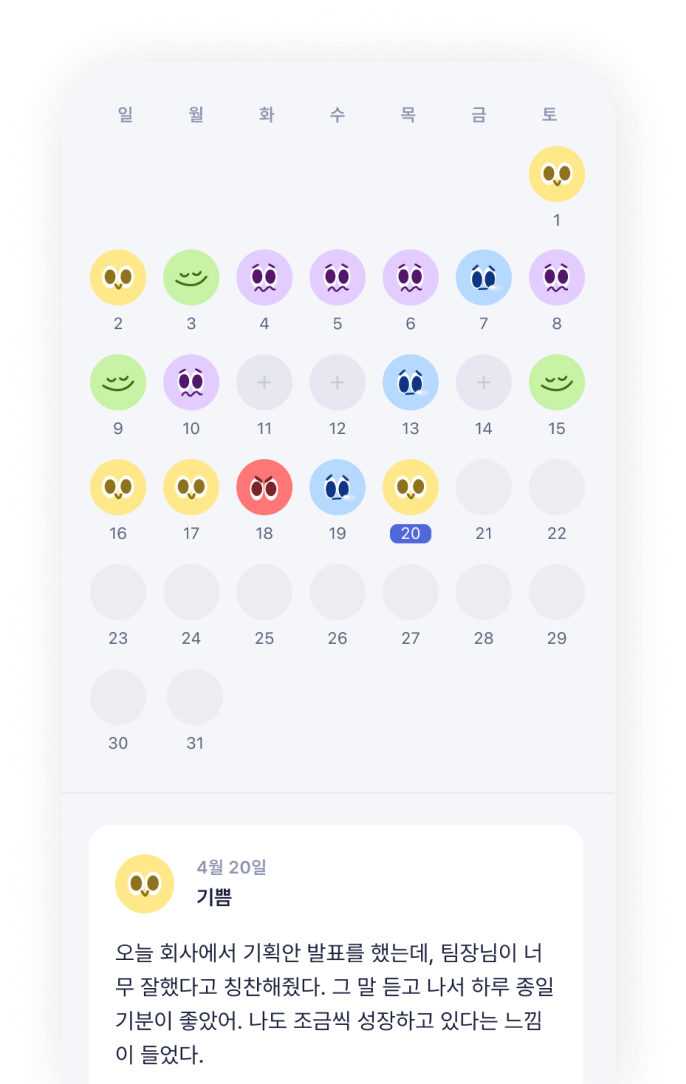 일 월 화 수 목 금 토
1
2 3 4 5 6 7 8
9 10 11 12 13 14 15
16 17 18 19 20 21 22
23 24 25 26 27 28 29
30 31
4월 20일
기쁨
오늘 회사에서 기획안 발표를 했는데, 팀장님이 너
무 잘했다고 칭찬해줬다. 그 말 듣고 나서 하루 종일
기분이 좋았어. 나도 조금씩 성장하고 있다는 느낌
이 들었다.